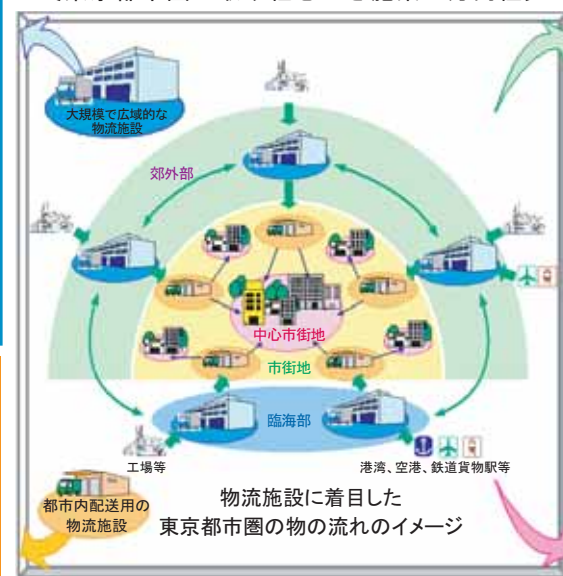 大規模で広域的な
物流施設
郊外部
中心市街地
市街地
臨海部
工場等
港湾、空港、鉄道貨物駅等
都市内配送用の
物流施設
物流施設に着目した
東京都市圏の物の流れのイメージ